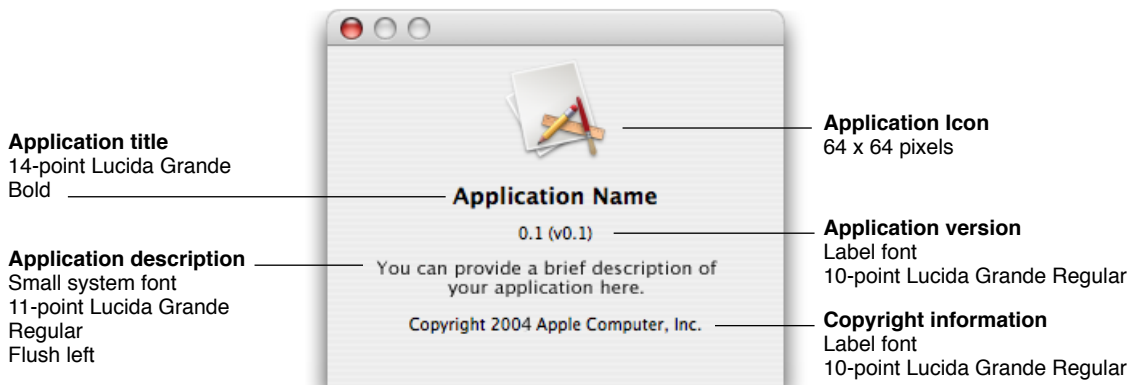 Application title
14-point Lucida Grande
Bold
Application description
Small system font
11-point Lucida Grande
Regular
Flush left
Application Name
0.1 (v0.1)
You can provide a brief description of
your application here.
Copyright 2004 Apple Computer, Inc.
Application Icon
64 x 64 pixels
Application version
Label font
10-point Lucida Grande Regular
Copyright information
Label font
10-point Lucida Grande Regular